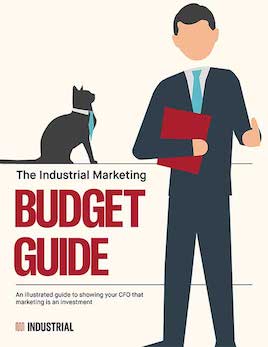 The Industrial Marketing
BUDGET
GUIDE
An illustrated guide to showing your CFO that
marketing is an investment
INDUSTRIAL